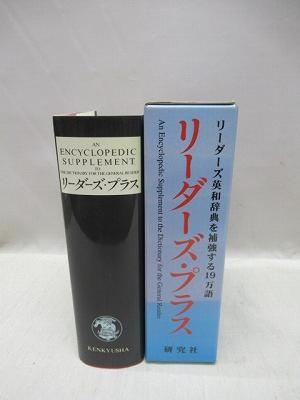 AN
ENCYCLOPEDIC
SUPPLEMENT
TO
THE DICTIONARY FOR THE GENERAL READER
リーダーズ・プラス
KENKYUSHA
リーダーズ英和辞典を補強する19万語
リーダーズ・プラス
An Encyclopedic Supplement to the Dictionary for the General Reader
研究社